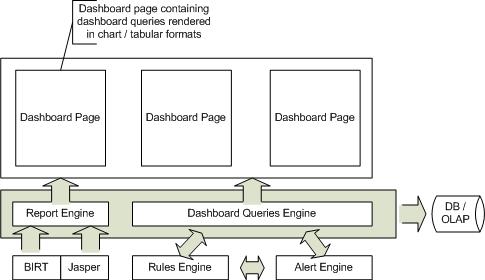 Dashboard page containing
dashboard queries rendered
in chart / tabular formats
Dashboard Page
Dashboard Page
Dashboard Page
Report Engine
Dashboard Queries Engine
DB /
OLAP
BIRT
Jasper
Rules Engine
Alert Engine